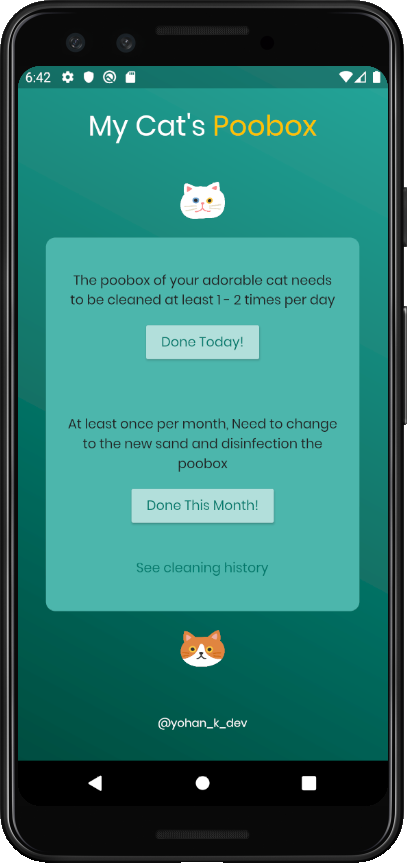 6:42
My Cat's Poobox
The poobox of your adorable cat needs
to be cleaned at least 1 - 2 times per day
Done Today!
At least once per month, Need to change
to the new sand and disinfection the
poobox
Done This Month!
See cleaning history
@yohan_k_dev